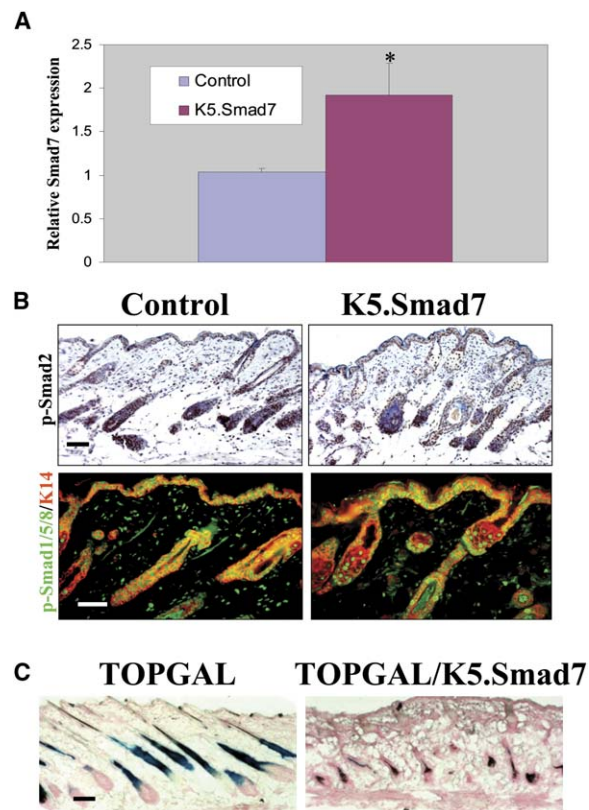 A
Relative Smad7 expression
2.5
2
1.5
1
0.5
0
*
Control
K5.Smad7
B
Control
K5.Smad7
p-Smad2
p-Smad1/5/8/K14
C
TOPGAL
TOPGAL/K5.Smad7